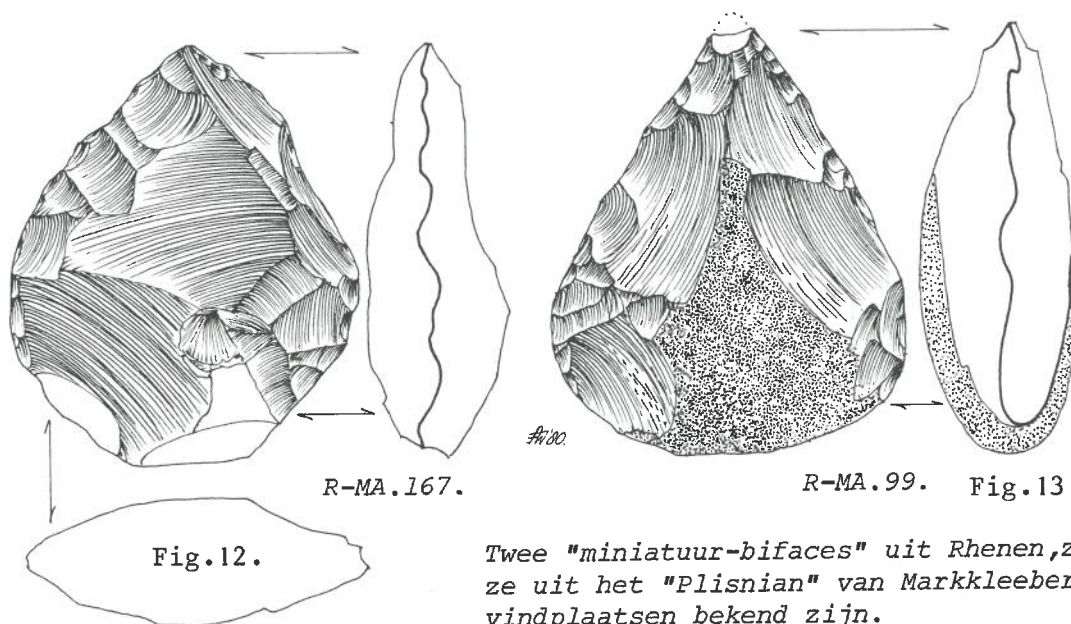 R-MA.167.
R-MA.99. Fig.13
Fig.12.
Twee "miniatuur-bifaces" uit Rhenen,z
ze uit het "Plisnian" van Markkleeber
vindplaatsen bekend zijn.